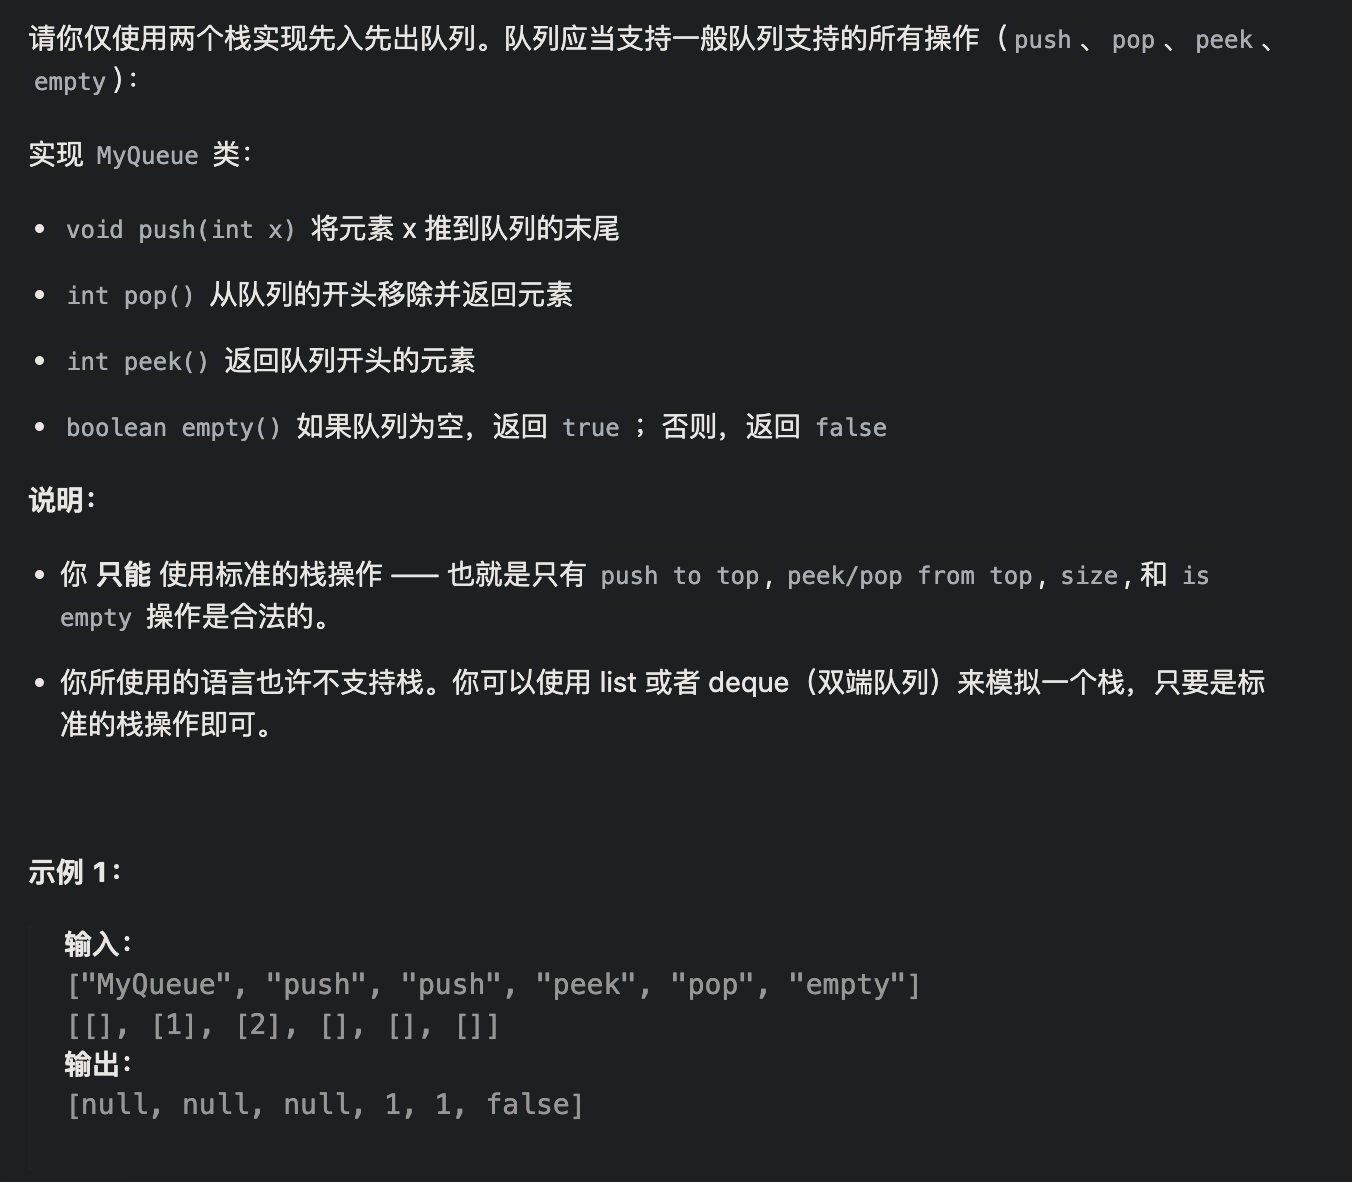 请你仅使用两个栈实现先入先出队列。队列应当支持一般队列支持的所有操作（push、pop、peek、
empty）：
实现 MyQueue 类：
• void push(int x) 将元素 x 推到队列的末尾
• int pop() 从队列的开头移除并返回元素
• int peek() 返回队列开头的元素
• boolean empty() 如果队列为空，返回 true ；否则，返回 false
说明：
• 你 只能 使用标准的栈操作 —— 也就是只有 push to top, peek/pop from top, size, 和 is
empty 操作是合法的。
• 你所使用的语言也许不支持栈。你可以使用 list 或者 deque（双端队列）来模拟一个栈，只要是标
准的栈操作即可。
示例 1：
输入：
["MyQueue", "push", "push", "peek", "pop", "empty"]
[[], [1], [2], [], [], []]
输出：
[null, null, null, 1, 1, false]